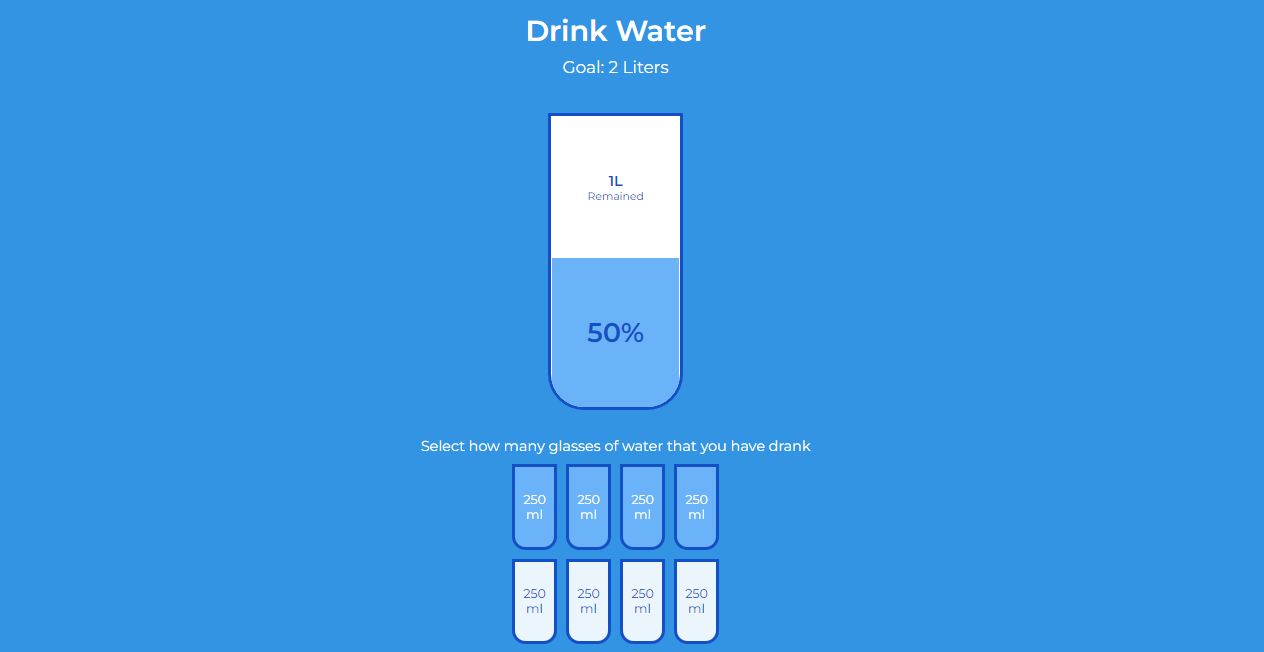 Drink Water
Goal: 2 Liters
1L
Remained
50%
Select how many glasses of water that you have drank
250 250 250 250
ml ml ml ml
250 250 250 250
ml ml ml ml